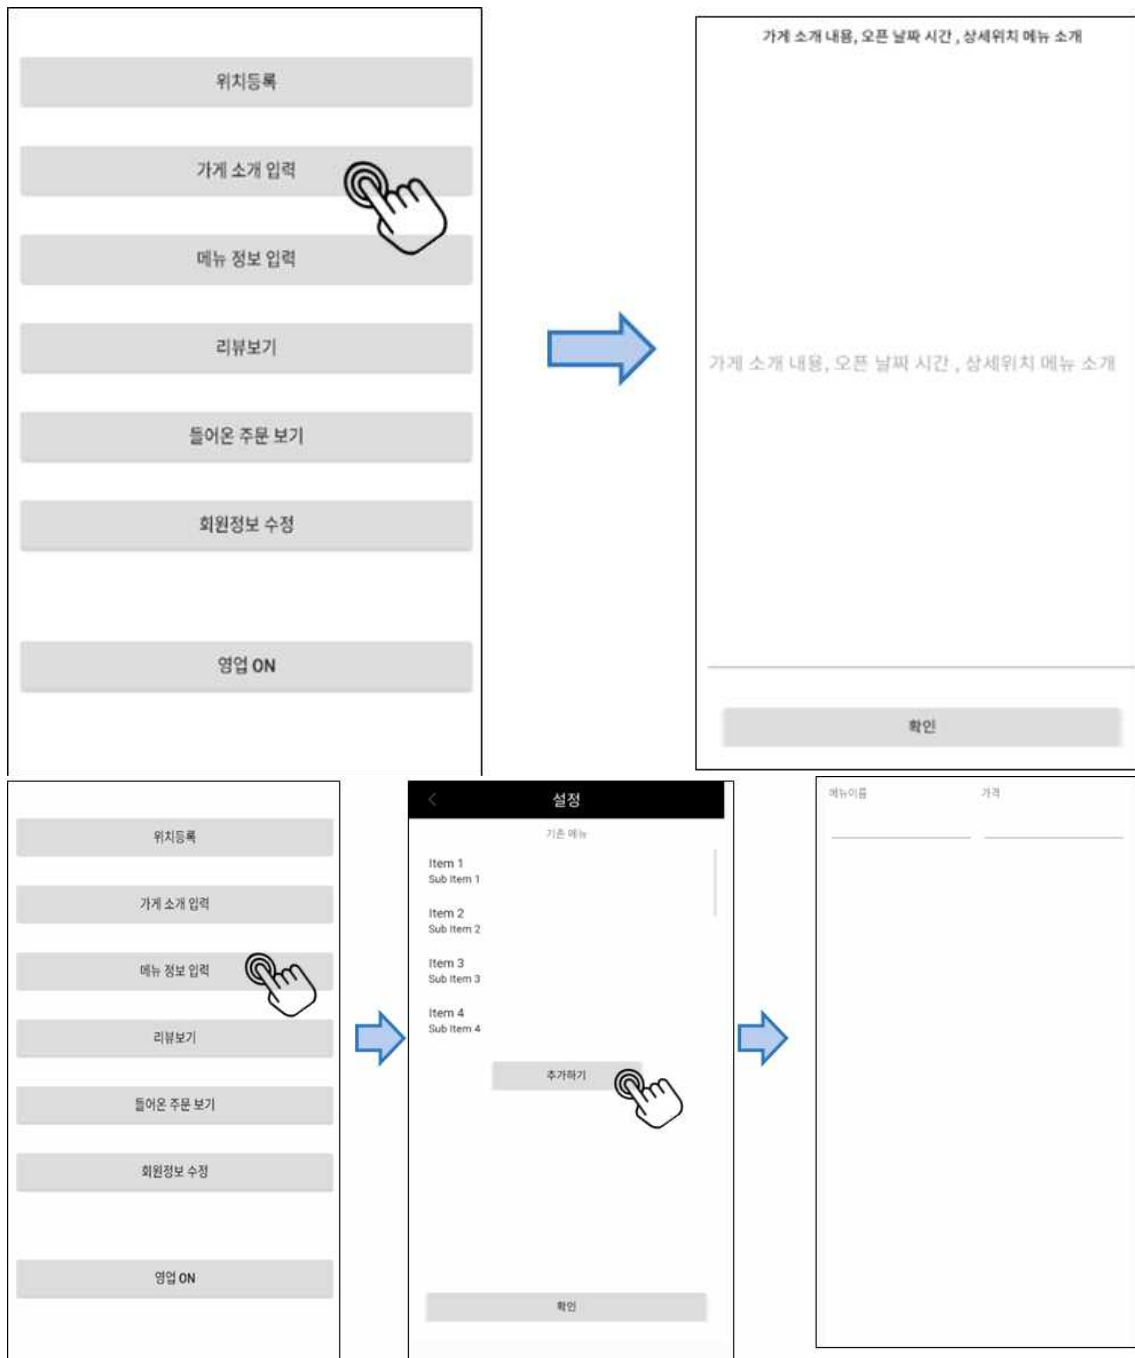 위치등록
가게 소개 입력
메뉴 정보 입력
리뷰보기
들어온 주문 보기
회원정보 수정
영업 ON
가게 소개 내용, 오픈 날짜 시간 , 상세위치 메뉴 소개
가게 소개 내용, 오픈 날짜 시간 , 상세위치 메뉴 소개
확인
위치등록
가게 소개 입력
메뉴 정보 입력
리뷰보기
들어온 주문 보기
회원정보 수정
영업 ON
설정
기존 메뉴
Item 1
Sub Item 1
Item 2
Sub Item 2
Item 3
Sub Item 3
Item 4
Sub Item 4
추가하기
확인
메뉴이름 가격